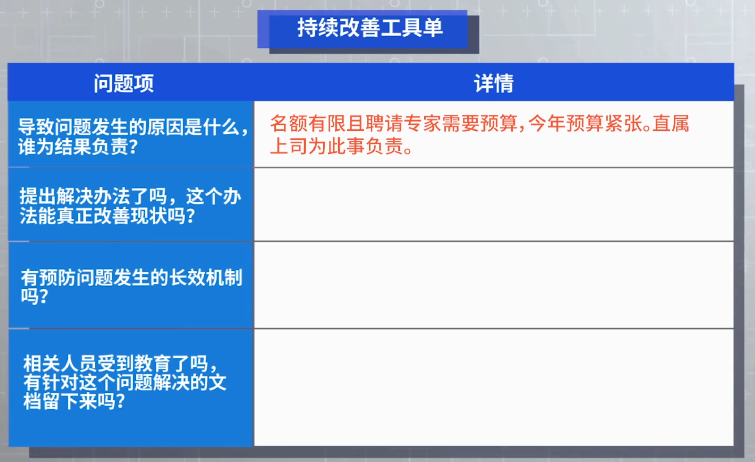 持续改善工具单
问题项
详情
导致问题发生的原因是什么，
谁为结果负责？
名额有限且聘请专家需要预算，今年预算紧张。直属
上司为此事负责。
提出解决办法了吗，这个办
法能真正改善现状吗？
有预防问题发生的长效机制
吗？
相关人员受到教育了吗，
有针对这个问题解决的文
档留下来吗？